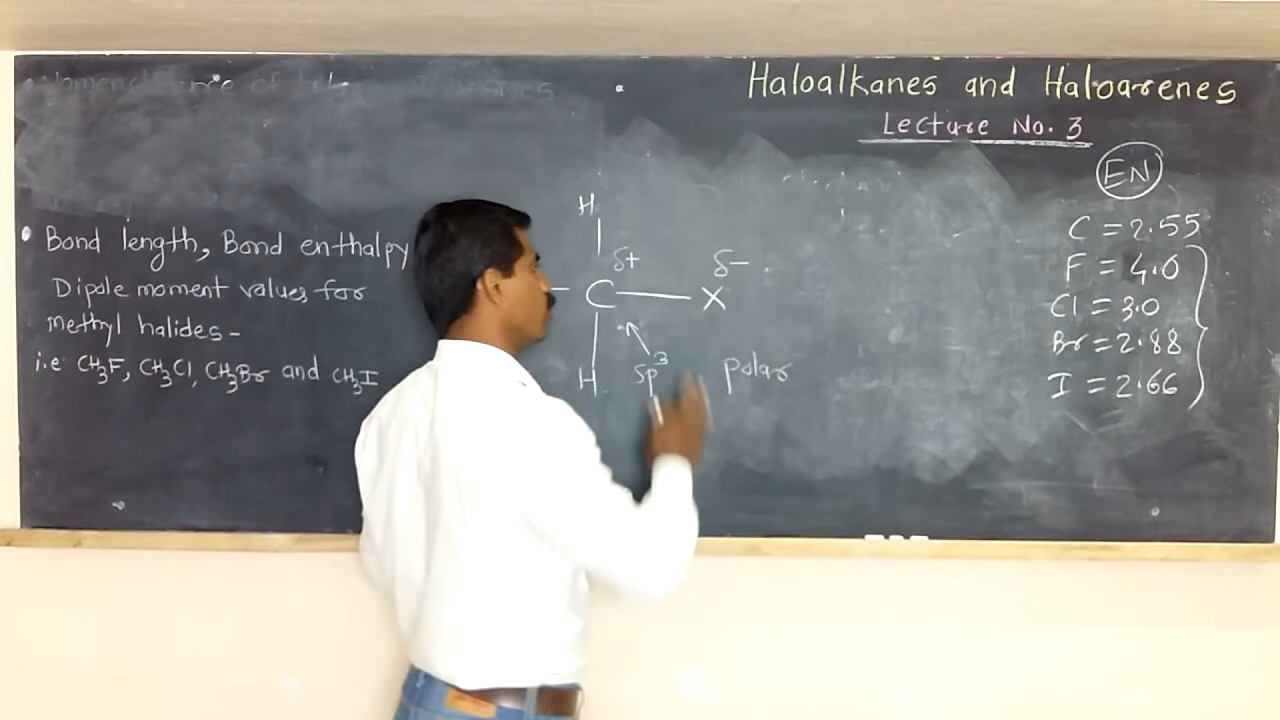 Haloalkanes and Haloarenes
Lecture No. 3
EN
C = 2.55
F = 4.0
Cl = 3.0
Br = 2.88
I = 2.66
• Bond length, Bond enthalpy
Dipole moment values for
methyl halides -
i.e CH₃F, CH₃Cl, CH₃Br and CH₃I
H
δ+ δ-
C X
H sp³ polar